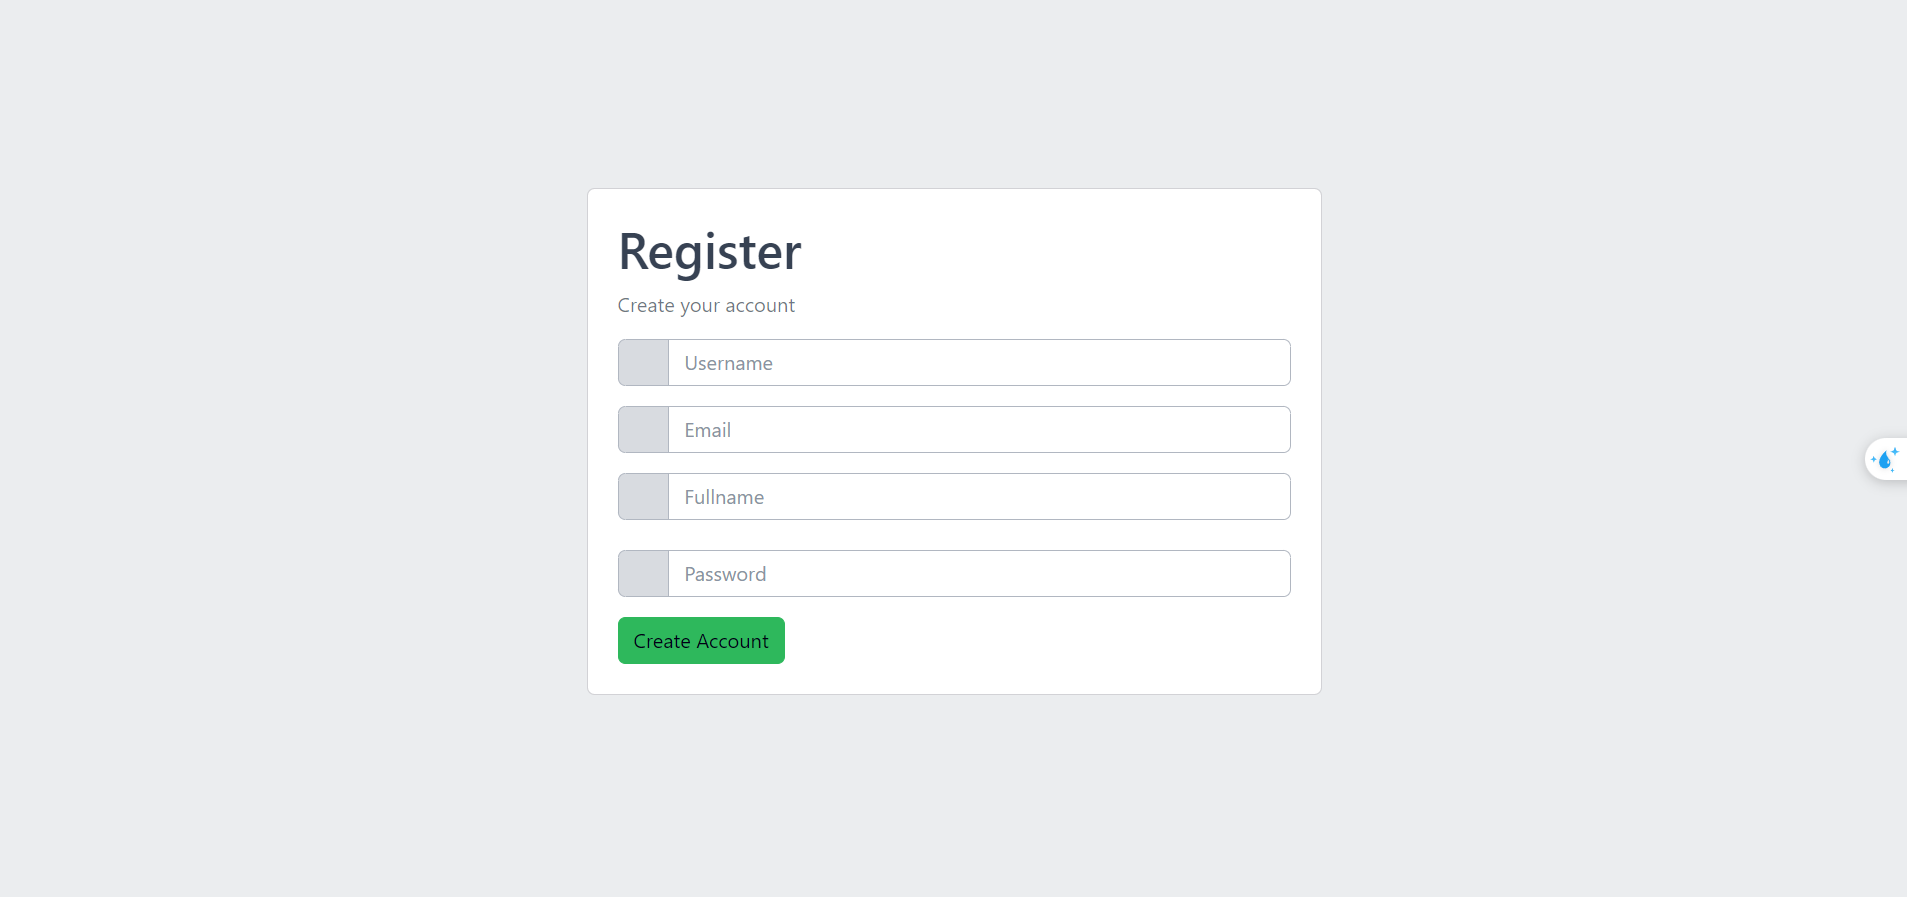 Register
Create your account
Username
Email
Fullname
Password
Create Account